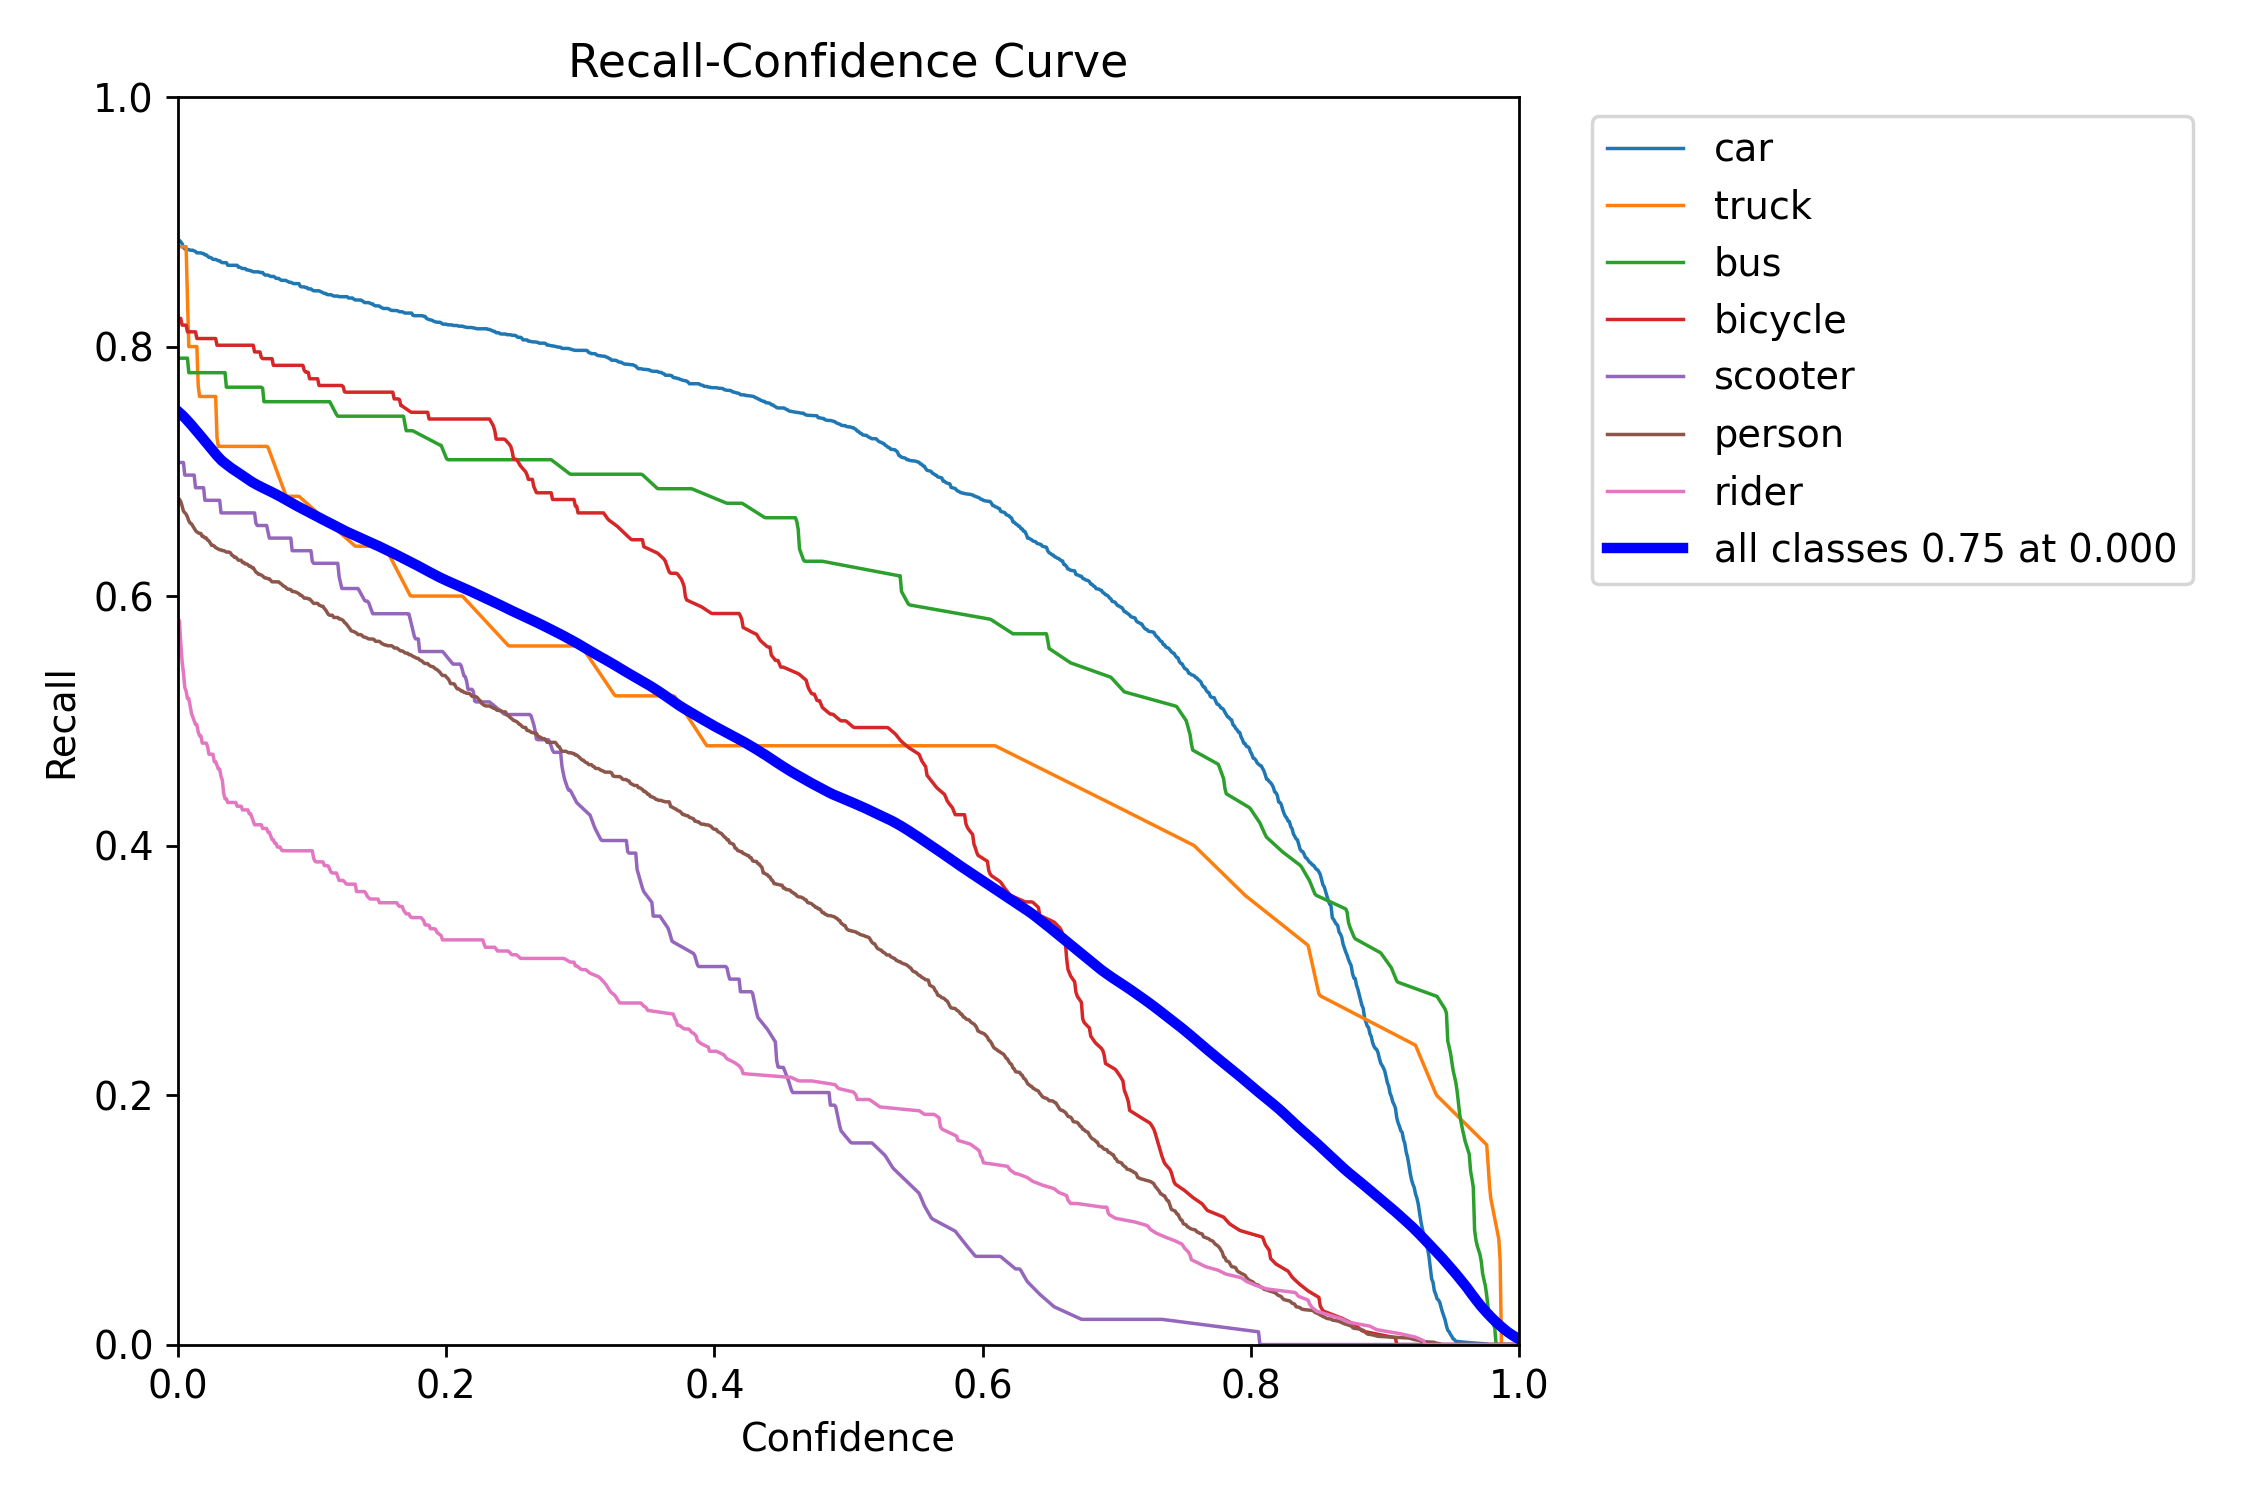 Recall-Confidence Curve
1.0
0.8
0.6
0.4
0.2
0.0
Recall
0.0 0.2 0.4 0.6 0.8 1.0
Confidence
car
truck
bus
bicycle
scooter
person
rider
all classes 0.75 at 0.000